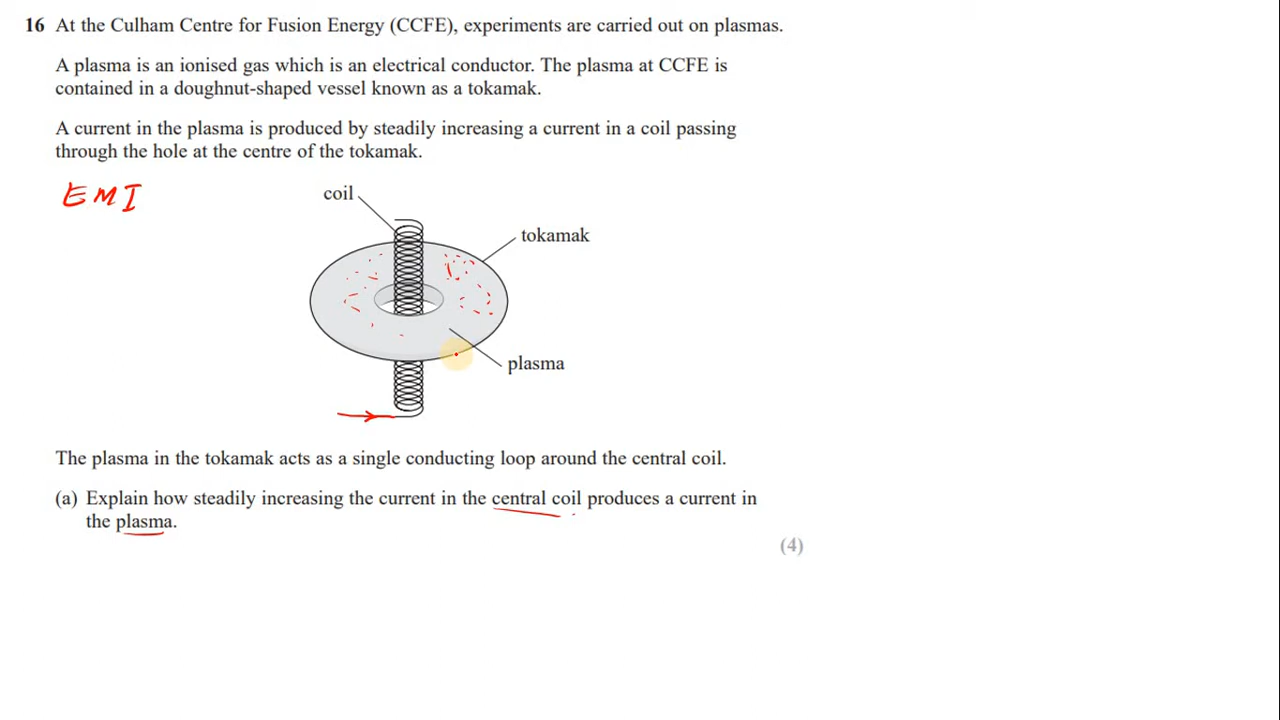 16 At the Culham Centre for Fusion Energy (CCFE), experiments are carried out on plasmas.
A plasma is an ionised gas which is an electrical conductor. The plasma at CCFE is
contained in a doughnut-shaped vessel known as a tokamak.
A current in the plasma is produced by steadily increasing a current in a coil passing
through the hole at the centre of the tokamak.
EMI
coil
tokamak
plasma
The plasma in the tokamak acts as a single conducting loop around the central coil.
(a) Explain how steadily increasing the current in the central coil produces a current in
the plasma.
(4)